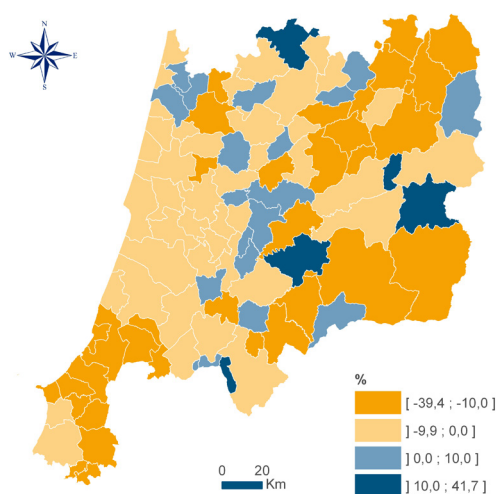 N
W
E
S
%
[ -39,4 ; -10,0 ]
] -9,9 ; 0,0 ]
] 0,0 ; 10,0 ]
] 10,0 ; 41,7 ]
0 20
Km